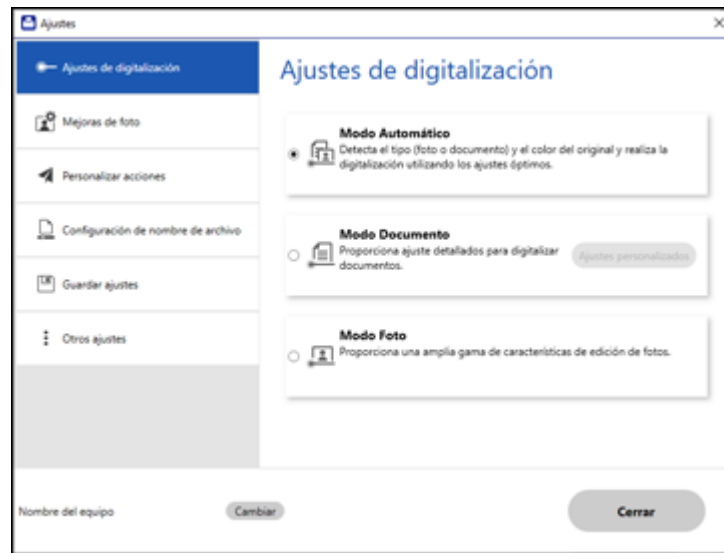 Ajustes
Ajustes de digitalización
Mejoras de foto
Personalizar acciones
Configuración de nombre de archivo
Guardar ajustes
Otros ajustes
Ajustes de digitalización
Modo Automático
Detecta el tipo (foto o documento) y el color del original y realiza la
digitalización utilizando los ajustes óptimos.
Modo Documento
Proporciona ajuste detallados para digitalizar
documentos.
Ajustes personalizados
Modo Foto
Proporciona una amplia gama de características de edición de fotos.
Nombre del equipo
Cambiar
Cerrar